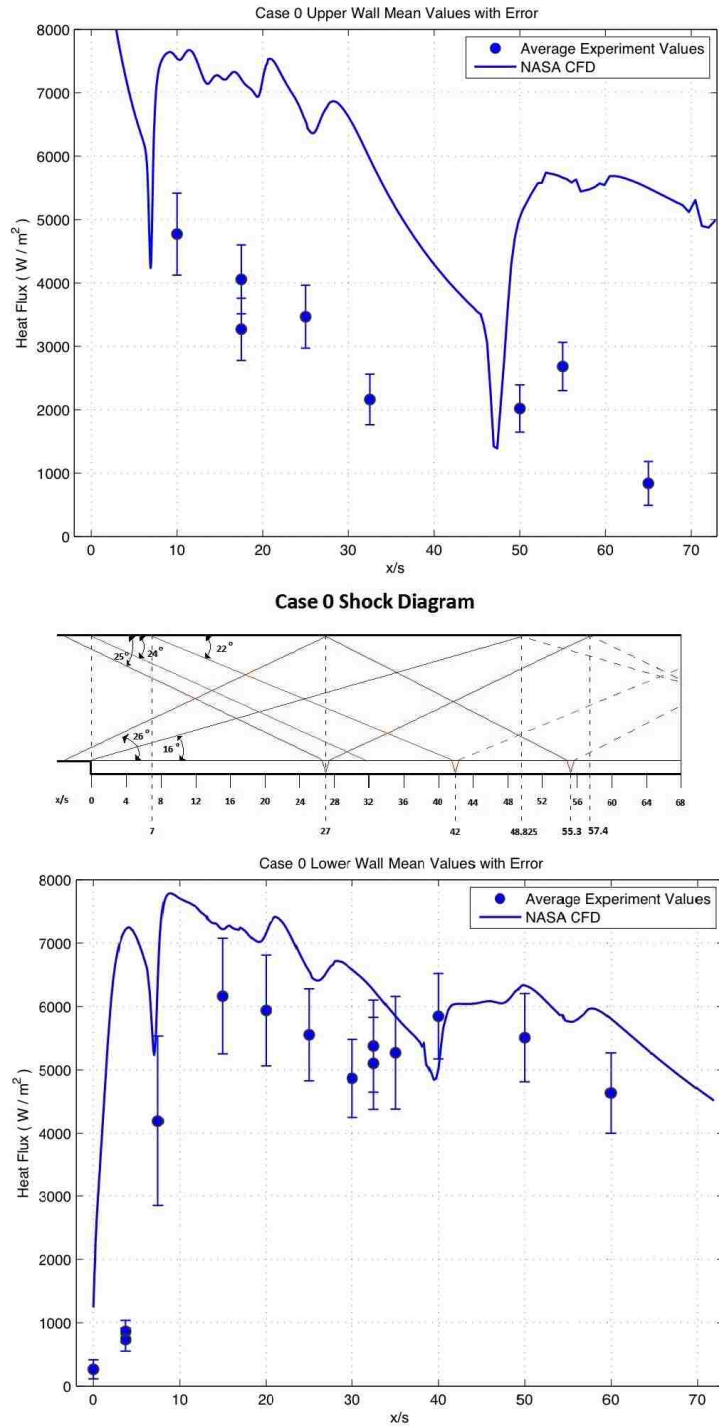 Case 0 Upper Wall Mean Values with Error
8000
7000
6000
5000
4000
3000
2000
1000
0
Heat Flux ( W / m² )
Average Experiment Values
NASA CFD
0 10 20 30 40 50 60 70
x/s
Case 0 Shock Diagram
25° 24° 22°
26° 16°
x/s 0 4 8 12 16 20 24 28 32 36 40 44 48 52 56 60 64 68
7 27 42 48.825 55.3 57.4
Case 0 Lower Wall Mean Values with Error
8000
7000
6000
5000
4000
3000
2000
1000
0
Heat Flux ( W / m² )
Average Experiment Values
NASA CFD
0 10 20 30 40 50 60 70
x/s